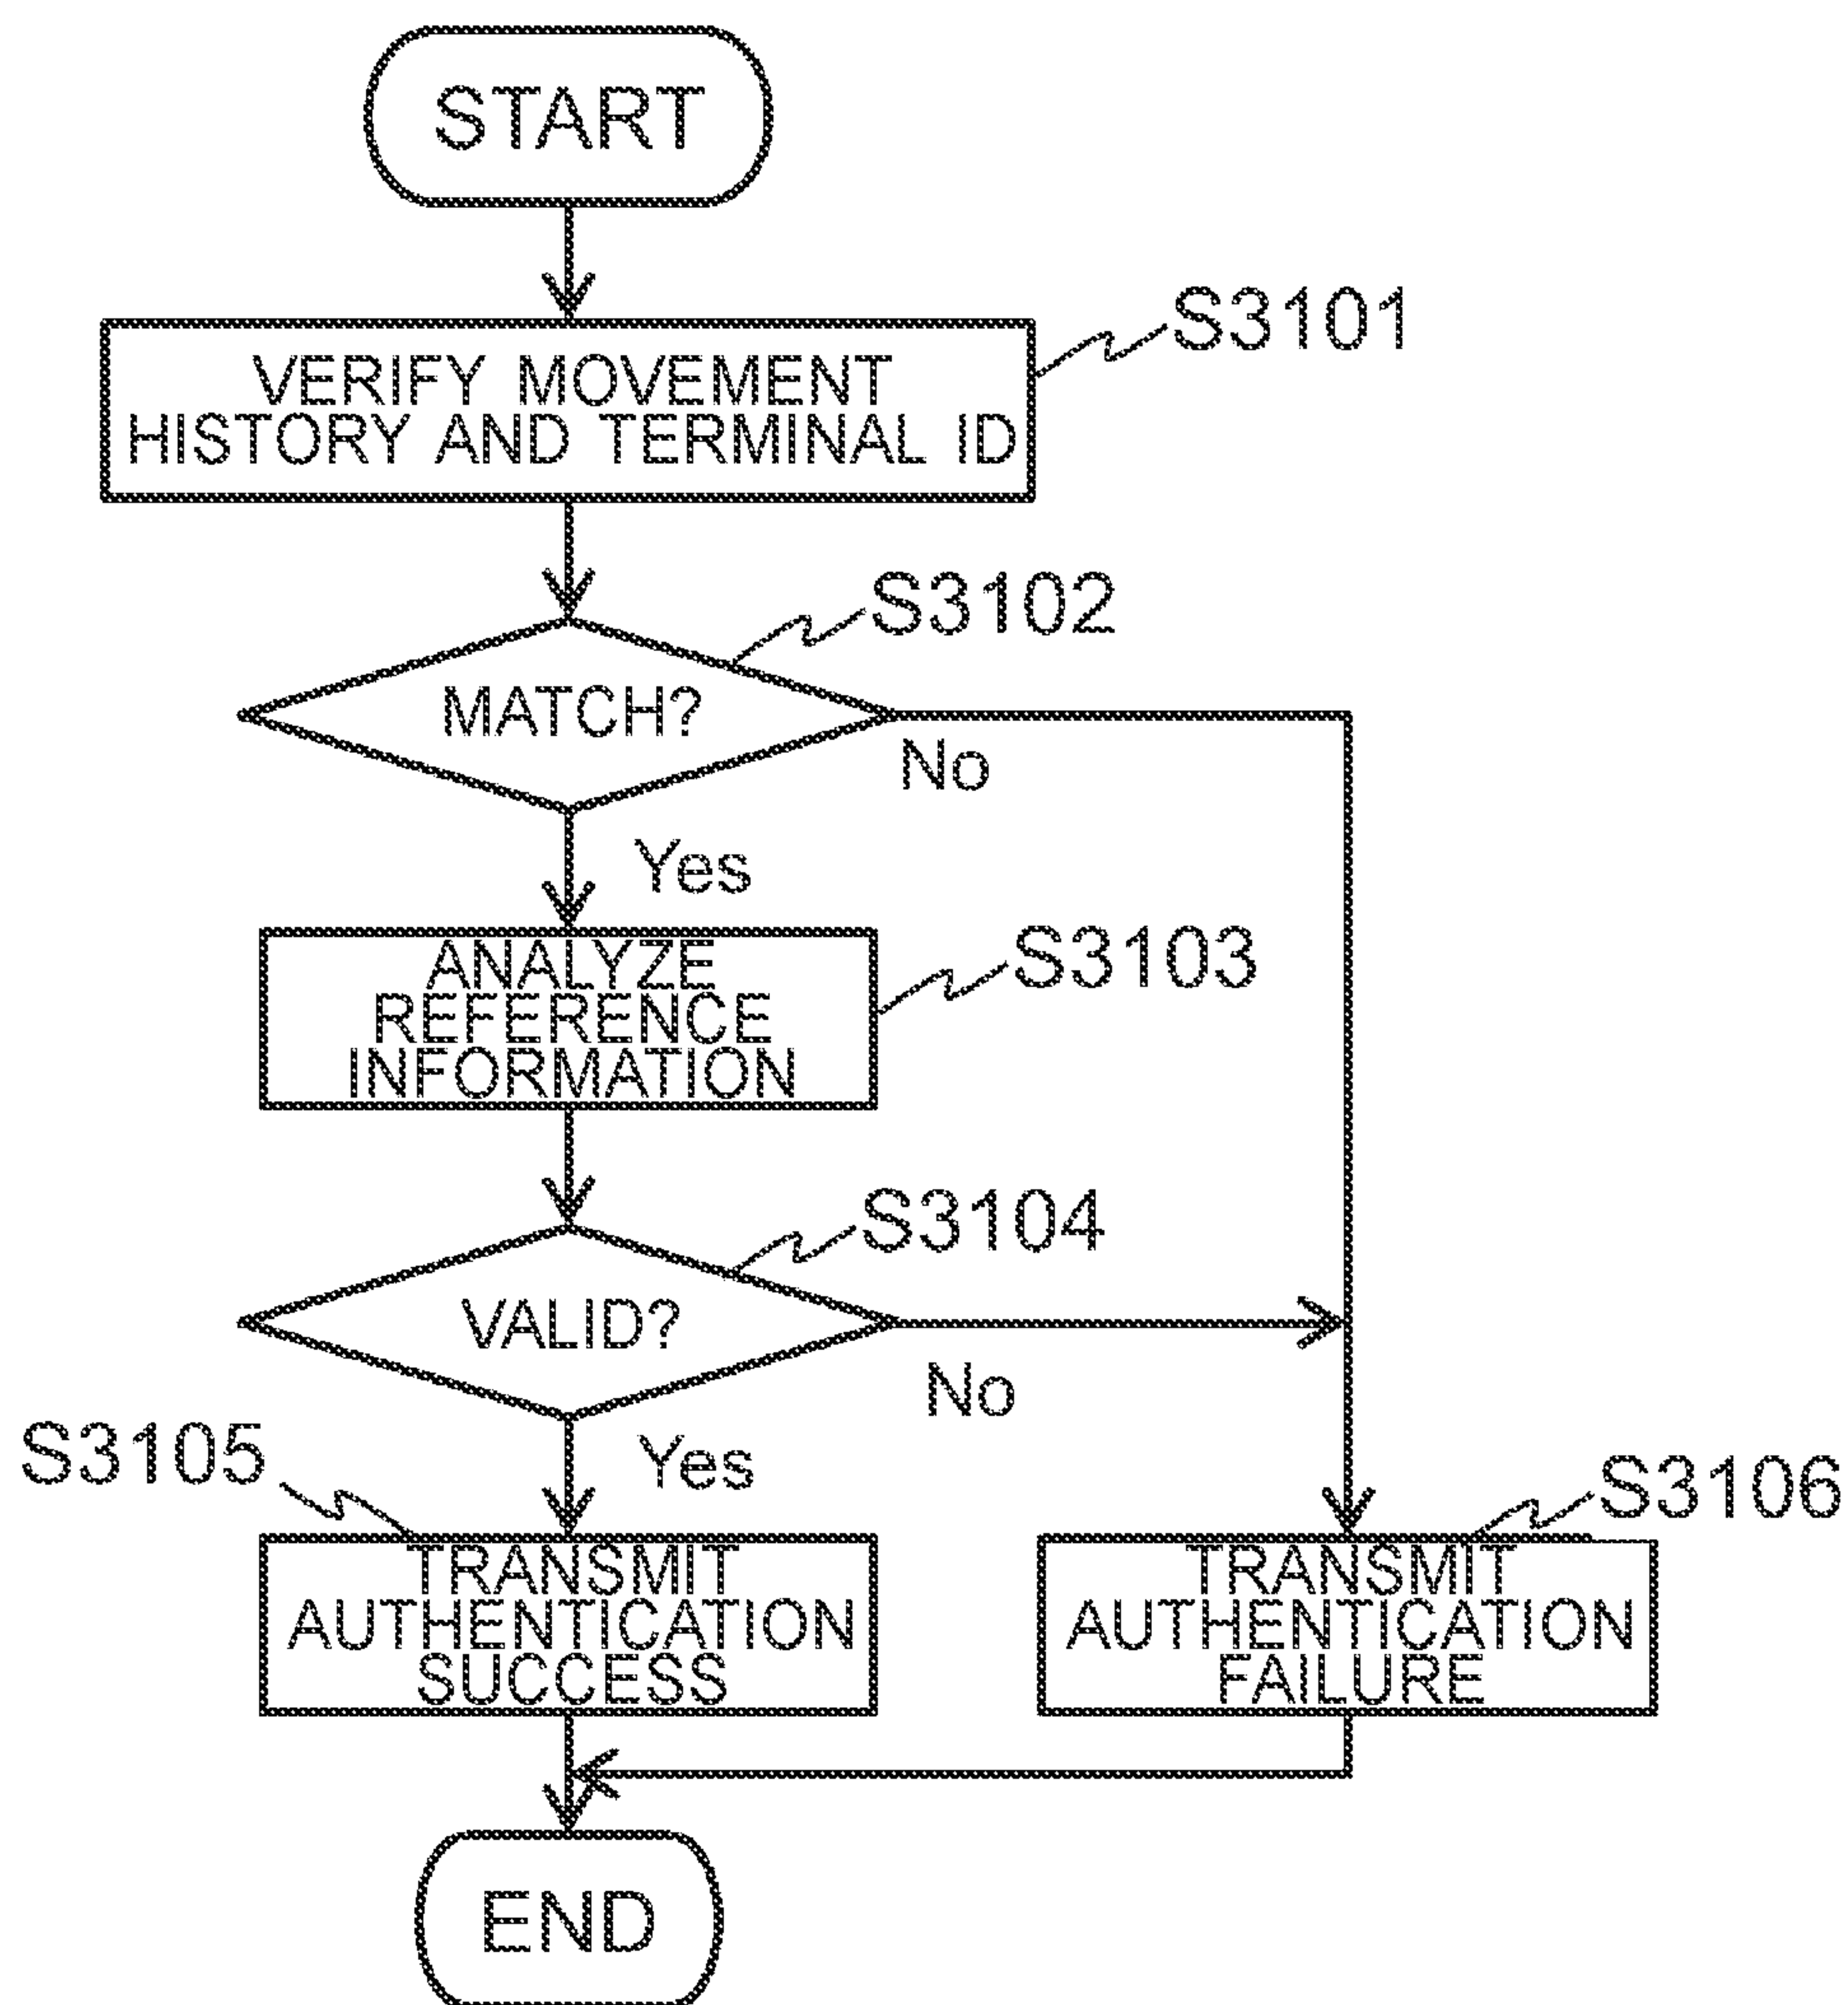 START
S3101
VERIFY MOVEMENT
HISTORY AND TERMINAL ID
S3102
MATCH?
No
Yes
ANALYZE
REFERENCE
INFORMATION
S3103
S3104
VALID?
No
Yes
S3105
TRANSMIT
AUTHENTICATION
SUCCESS
S3106
TRANSMIT
AUTHENTICATION
FAILURE
END